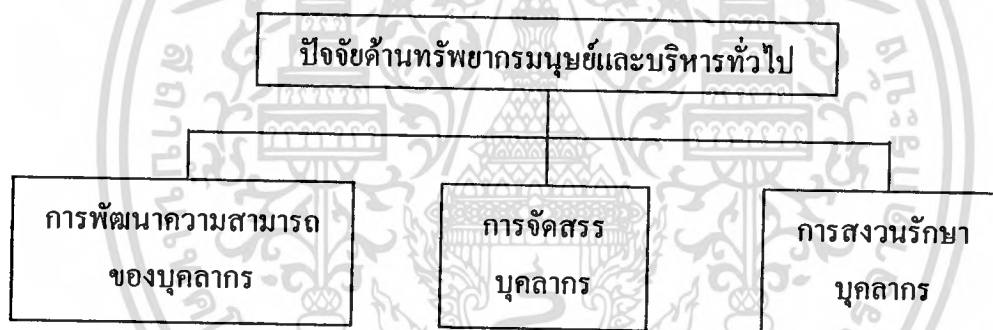 ปัจจัยด้านทรัพยากรมนุษย์และบริหารทั่วไป
การพัฒนาความสามารถ
ของบุคลากร
การจัดสรร
บุคลากร
การสงวนรักษา
บุคลากร